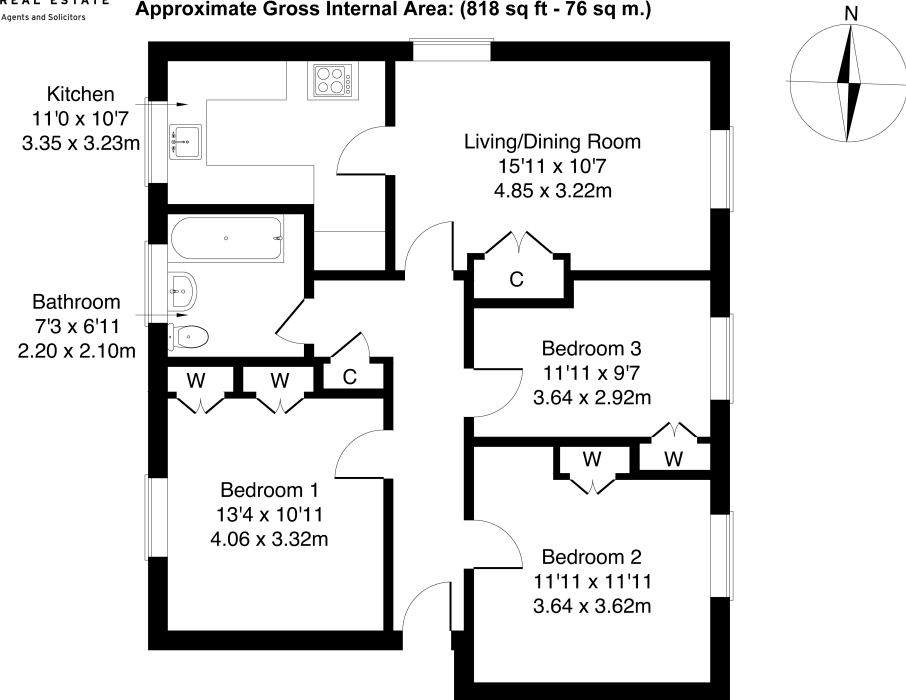 REAL ESTATE
Agents and Solicitors
Approximate Gross Internal Area: (818 sq ft - 76 sq m.)
N
Kitchen
11'0 x 10'7
3.35 x 3.23m
Living/Dining Room
15'11 x 10'7
4.85 x 3.22m
C
Bathroom
7'3 x 6'11
2.20 x 2.10m
W
W
C
Bedroom 3
11'11 x 9'7
3.64 x 2.92m
W
W
Bedroom 1
13'4 x 10'11
4.06 x 3.32m
Bedroom 2
11'11 x 11'11
3.64 x 3.62m